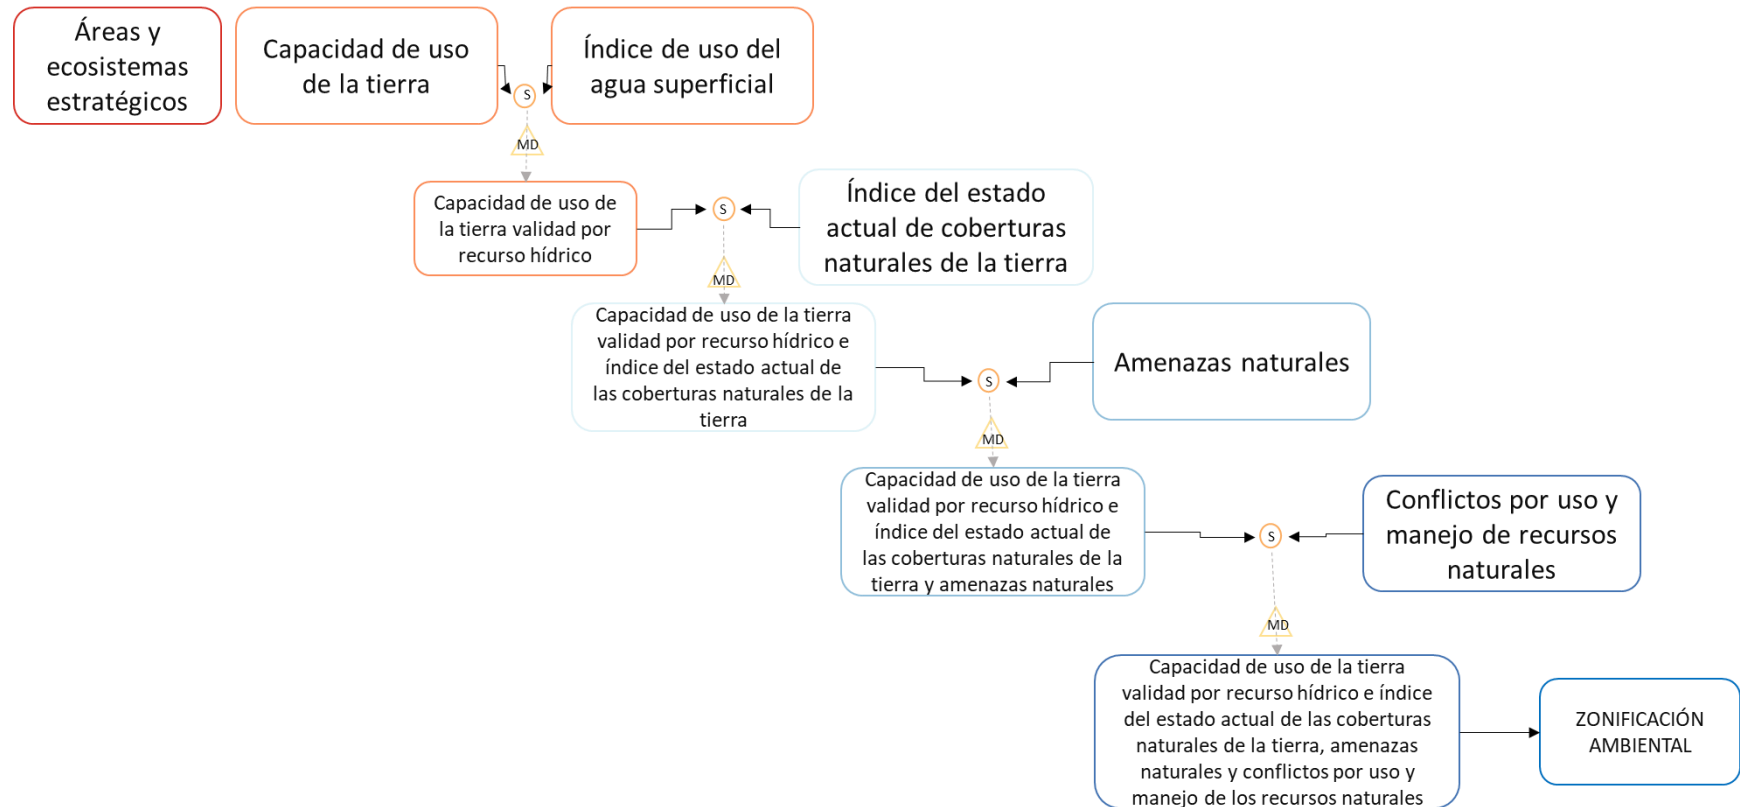 Áreas y
ecosistemas
estratégicos
Capacidad de uso
de la tierra
Índice de uso del
agua superficial
S
MD
Capacidad de uso de
la tierra validad por
recurso hídrico
S
Índice del estado
actual de coberturas
naturales de la tierra
MD
Capacidad de uso de la tierra
validad por recurso hídrico e
índice del estado actual de
las coberturas naturales de la
tierra
S
Amenazas naturales
MD
Capacidad de uso de la tierra
validad por recurso hídrico e
índice del estado actual de
las coberturas naturales de la
tierra y amenazas naturales
S
Conflictos por uso y
manejo de recursos
naturales
MD
Capacidad de uso de la tierra
validad por recurso hídrico e índice
del estado actual de las coberturas
naturales de la tierra, amenazas
naturales y conflictos por uso y
manejo de los recursos naturales
ZONIFICACIÓN
AMBIENTAL